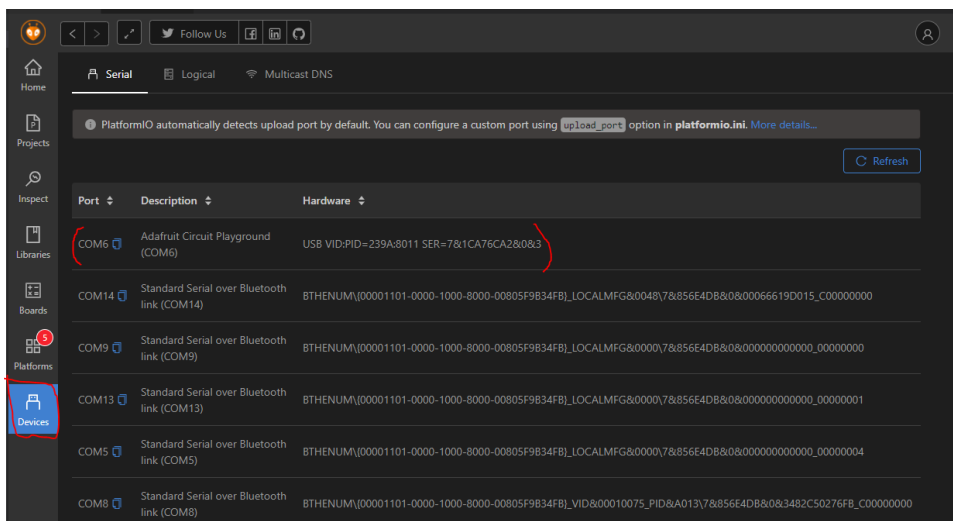 Follow Us
Home
Projects
Inspect
Libraries
Boards
5
Platforms
Devices
Serial
Logical
Multicast DNS
PlatformIO automatically detects upload port by default. You can configure a custom port using upload_port option in platformio.ini. More details...
Refresh
Port Description Hardware
COM6 Adafruit Circuit Playground
(COM6)
USB VID:PID=239A:8011 SER=7&1CA76CA2&0&3
COM14 Standard Serial over Bluetooth
link (COM14)
BTHENUM\{00001101-0000-1000-8000-00805F9B34FB}_LOCALMFG&0048\7&856E4DB&0&00066619D015_C00000000
COM9 Standard Serial over Bluetooth
link (COM9)
BTHENUM\{00001101-0000-1000-8000-00805F9B34FB}_LOCALMFG&0000\7&856E4DB&0&000000000000_00000000
COM13 Standard Serial over Bluetooth
link (COM13)
BTHENUM\{00001101-0000-1000-8000-00805F9B34FB}_LOCALMFG&0000\7&856E4DB&0&000000000000_00000001
COM5 Standard Serial over Bluetooth
link (COM5)
BTHENUM\{00001101-0000-1000-8000-00805F9B34FB}_LOCALMFG&0000\7&856E4DB&0&000000000000_00000004
COM8 Standard Serial over Bluetooth
link (COM8)
BTHENUM\{00001101-0000-1000-8000-00805F9B34FB}_VID&00010075_PID&A013\7&856E4DB&0&3482C50276FB_C00000000